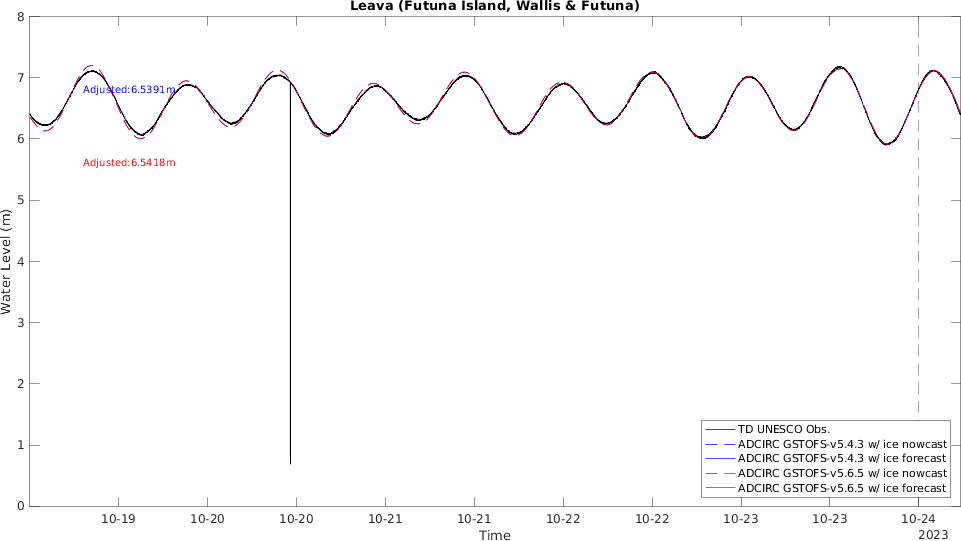 Leava (Futuna Island, Wallis & Futuna)
8
7
6
5
4
3
2
1
0
Water Level (m)
Adjusted:6.5391m
Adjusted:6.5418m
TD UNESCO Obs.
ADCIRC GSTOFS-v5.4.3 w/ ice nowcast
ADCIRC GSTOFS-v5.4.3 w/ ice forecast
ADCIRC GSTOFS-v5.6.5 w/ ice nowcast
ADCIRC GSTOFS-v5.6.5 w/ ice forecast
10-19 10-20 10-20 10-21 10-21 10-22 10-22 10-23 10-23 10-24
Time
2023